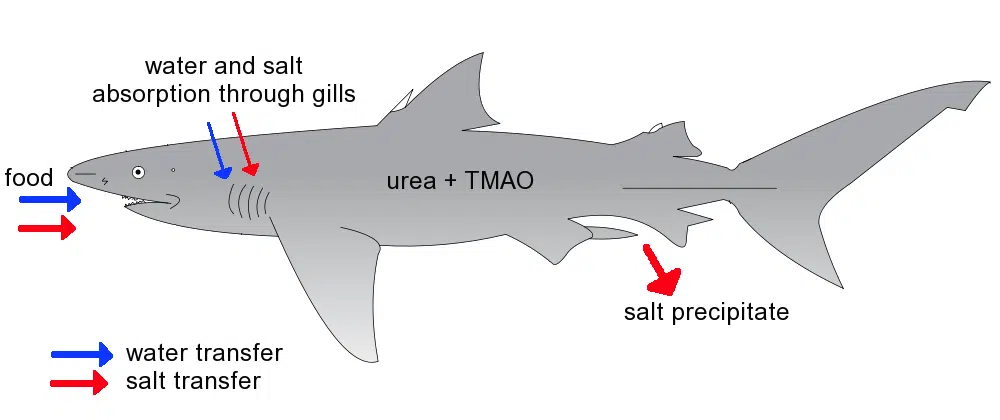 water and salt
absorption through gills
food
urea + TMAO
salt precipitate
water transfer
salt transfer